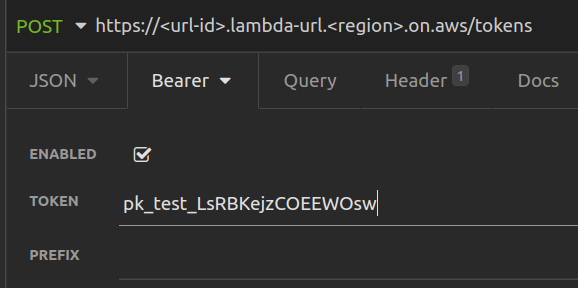 POST https://<url-id>.lambda-url.<region>.on.aws/tokens
JSON Bearer Query Header 1 Docs
ENABLED
TOKEN pk_test_LsRBKejzCOEEWOsw
PREFIX